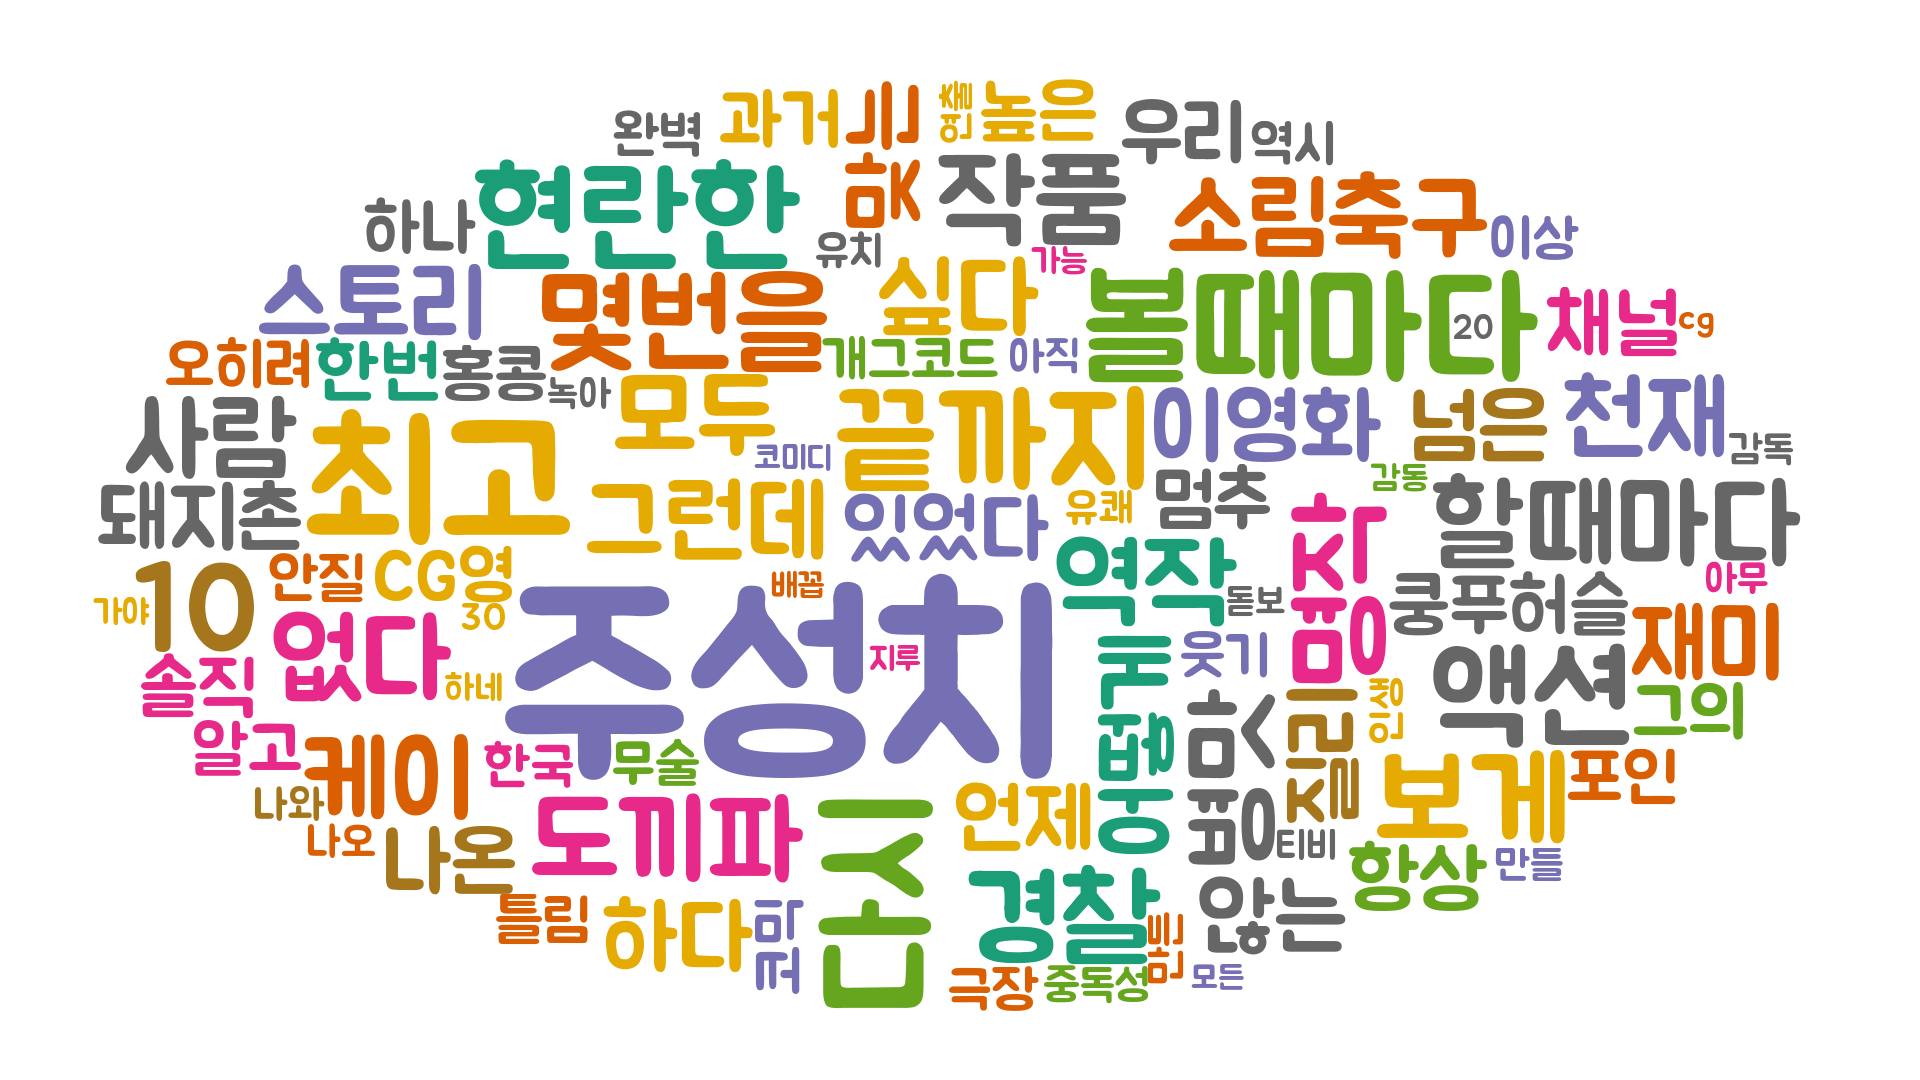 완벽
과거
연출
높은
우리
역시
하나
현란한
작품
소림축구
이상
유치
가능
스토리
몇번을
싶다
볼때마다
20
채널
cg
오히려
한번
홍콩
녹아
개그코드
아직
사람
최고
모두
끝까지
이영화
넘은
천재
감독
코미디
감동
돼지촌
그런데
있었다
유쾌
멈추
할때마다
안질
CG영
배꼽
역작
명작
쿵푸허슬
아무
가야
10
30
없다
주성치
지루
돋보
웃기
재미
솔직
하네
액션
그의
알고
케이
한국
무술
질리
인생
보게
포인
나와
나오
나온
도끼파
언제
티비
항상
만들
틀림
하다
경찰
않는
극장
중독성
모든